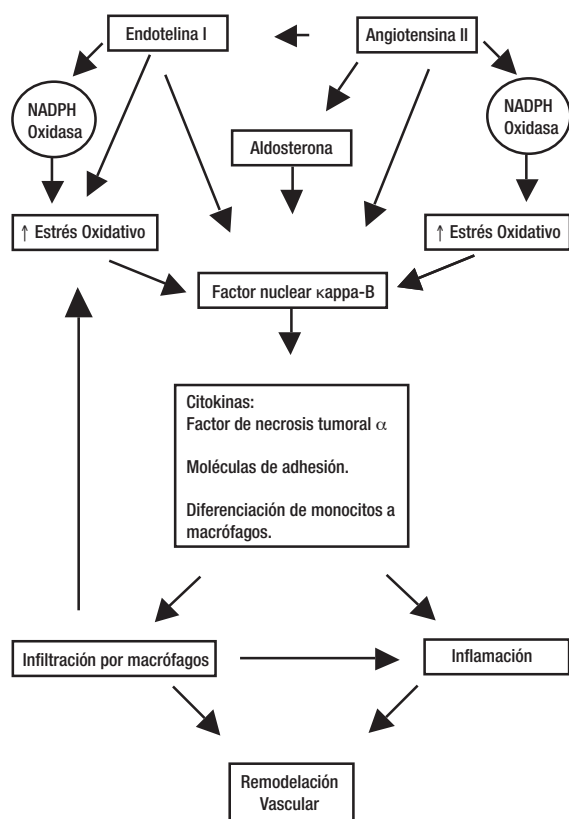 Endotelina I
Angiotensina II
NADPH
Oxidasa
NADPH
Oxidasa
Aldosterona
↑ Estrés Oxidativo
↑ Estrés Oxidativo
Factor nuclear κappa-B
Citokinas:
Factor de necrosis tumoral α
Moléculas de adhesión.
Diferenciación de monocitos a
macrófagos.
Infiltración por macrófagos
Inflamación
Remodelación
Vascular